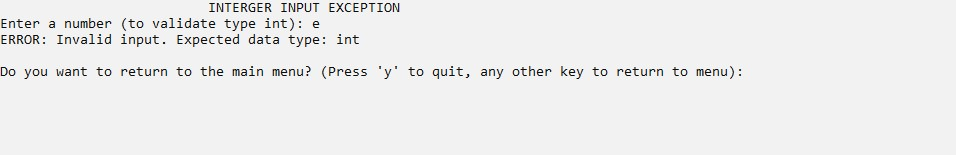 INTERGER INPUT EXCEPTION
Enter a number (to validate type int): e
ERROR: Invalid input. Expected data type: int
Do you want to return to the main menu? (Press 'y' to quit, any other key to return to menu):